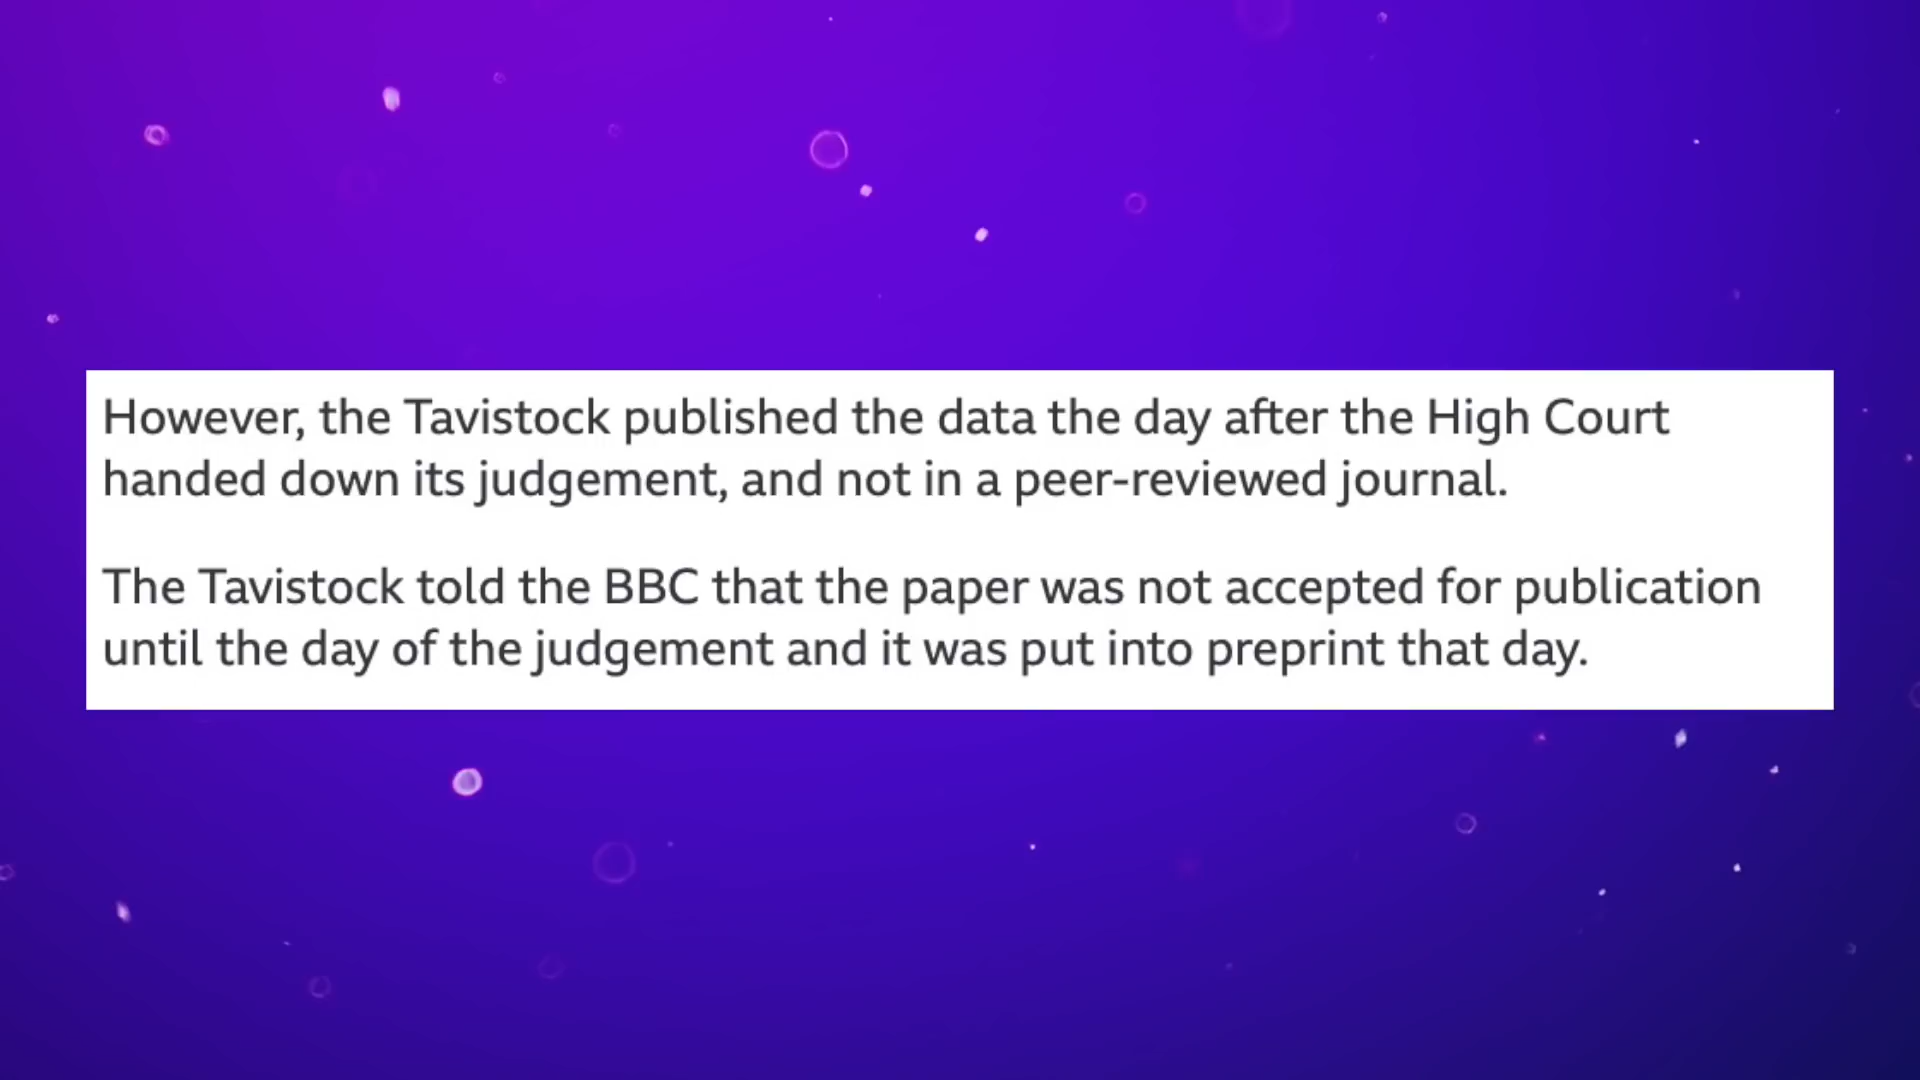 However, the Tavistock published the data the day after the High Court
handed down its judgement, and not in a peer-reviewed journal.
The Tavistock told the BBC that the paper was not accepted for publication
until the day of the judgement and it was put into preprint that day.